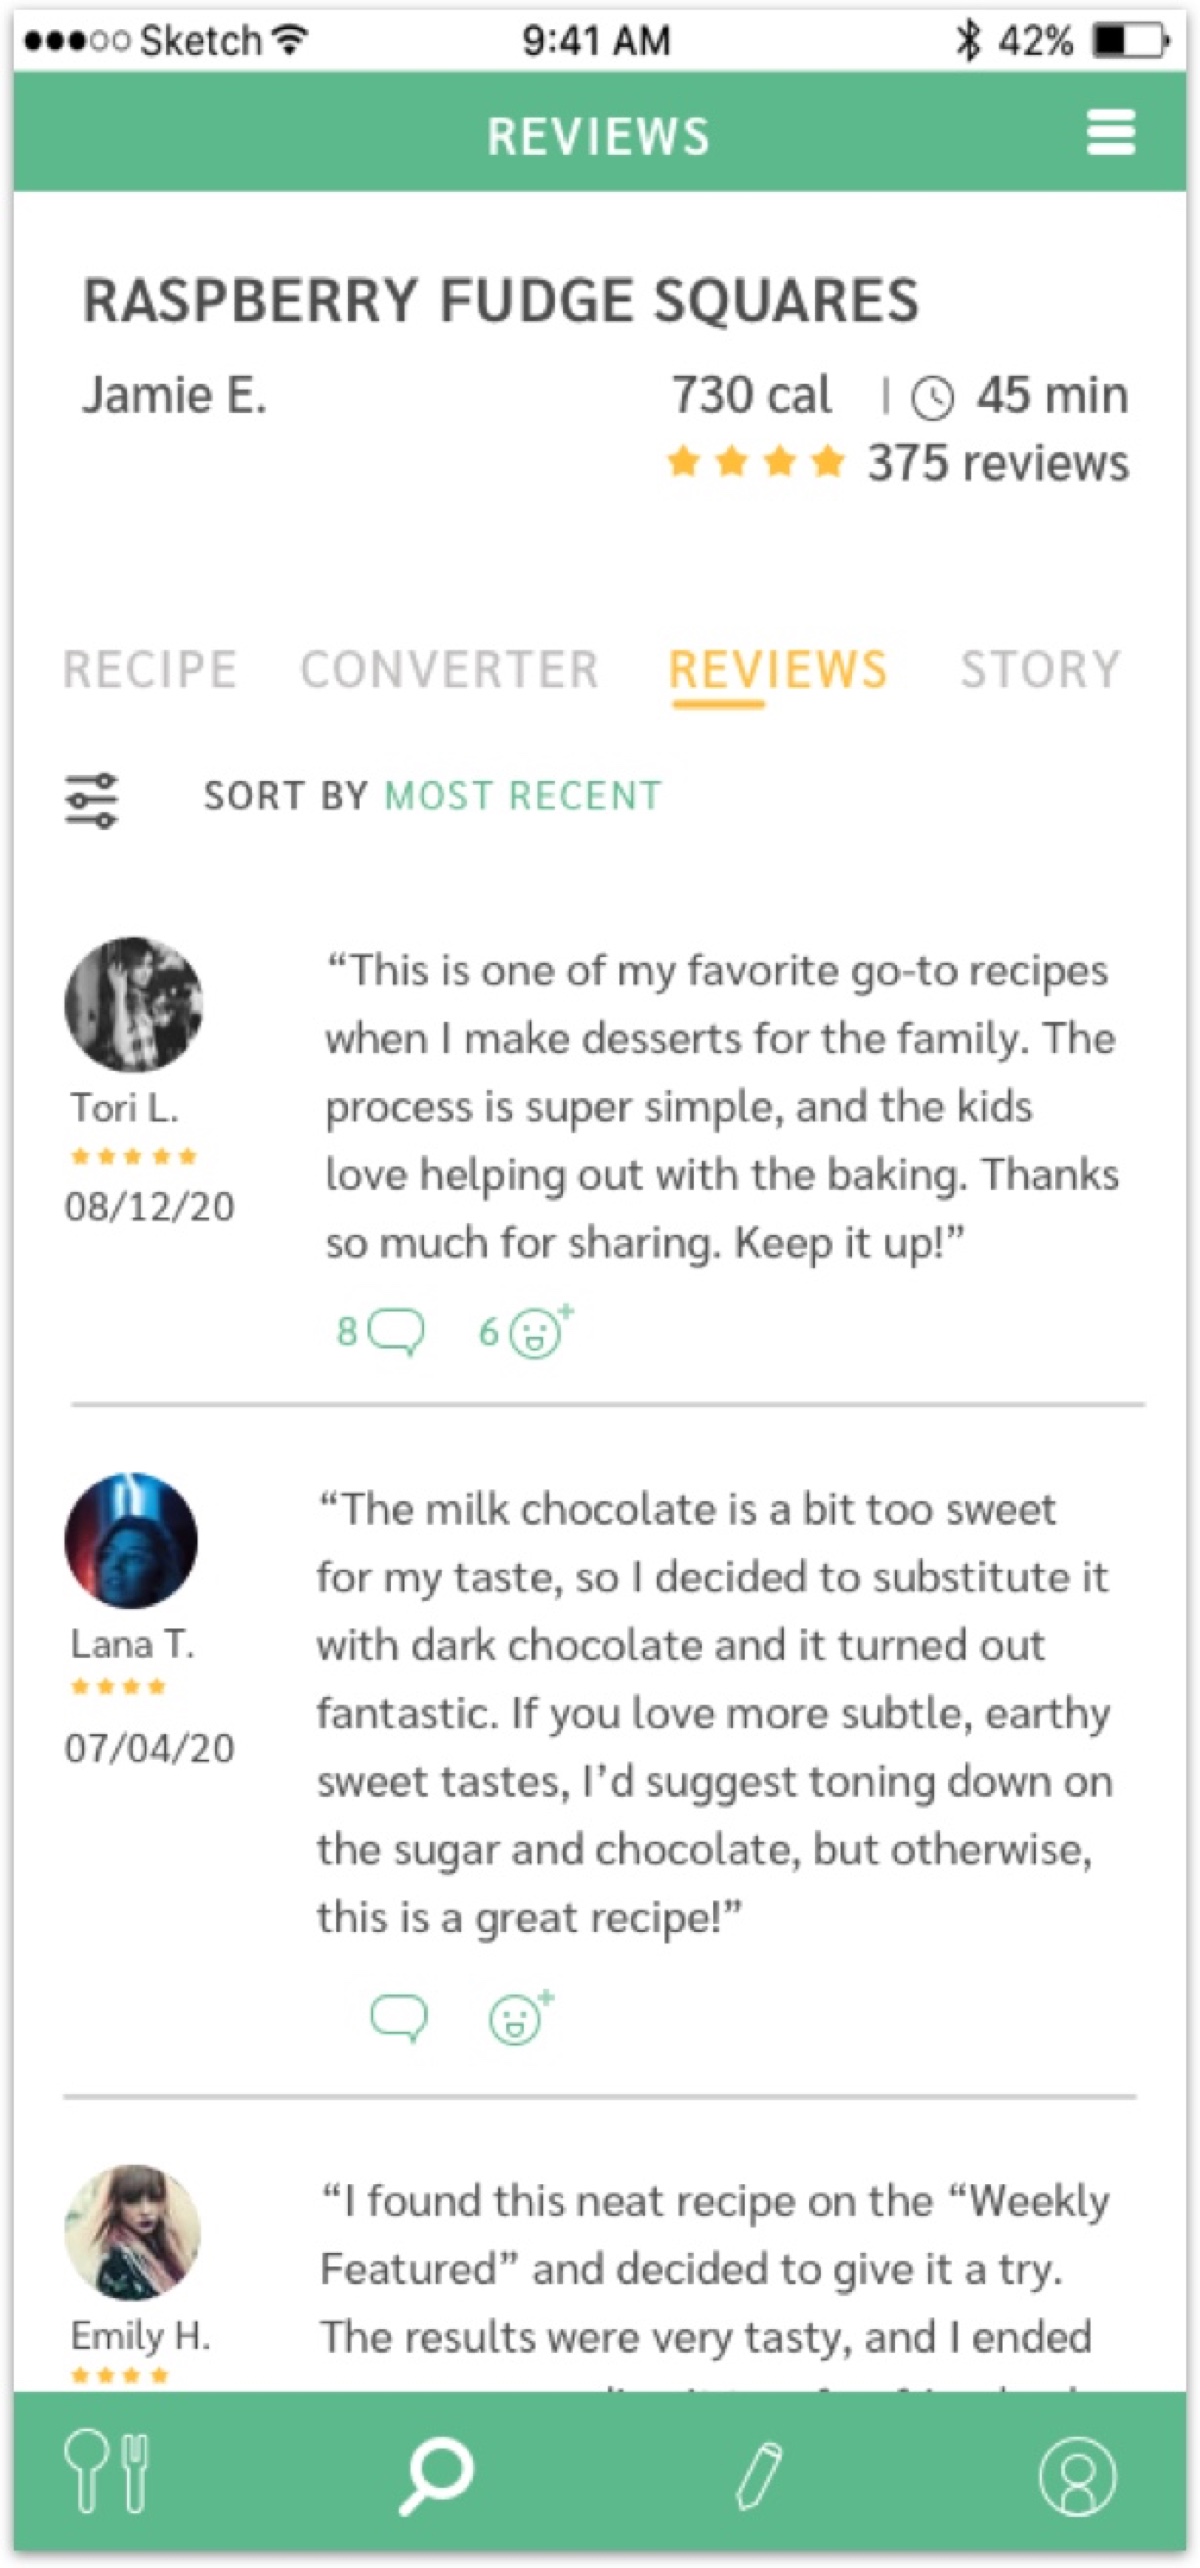 Sketch 9:41 AM 42%
REVIEWS
RASPBERRY FUDGE SQUARES
Jamie E. 730 cal | 45 min
375 reviews
RECIPE CONVERTER REVIEWS STORY
SORT BY MOST RECENT
“This is one of my favorite go-to recipes
when I make desserts for the family. The
process is super simple, and the kids
love helping out with the baking. Thanks
so much for sharing. Keep it up!”
Tori L.
08/12/20
8 6
“The milk chocolate is a bit too sweet
for my taste, so I decided to substitute it
with dark chocolate and it turned out
fantastic. If you love more subtle, earthy
sweet tastes, I’d suggest toning down on
the sugar and chocolate, but otherwise,
this is a great recipe!”
Lana T.
07/04/20
“I found this neat recipe on the “Weekly
Featured” and decided to give it a try.
The results were very tasty, and I ended
Emily H.